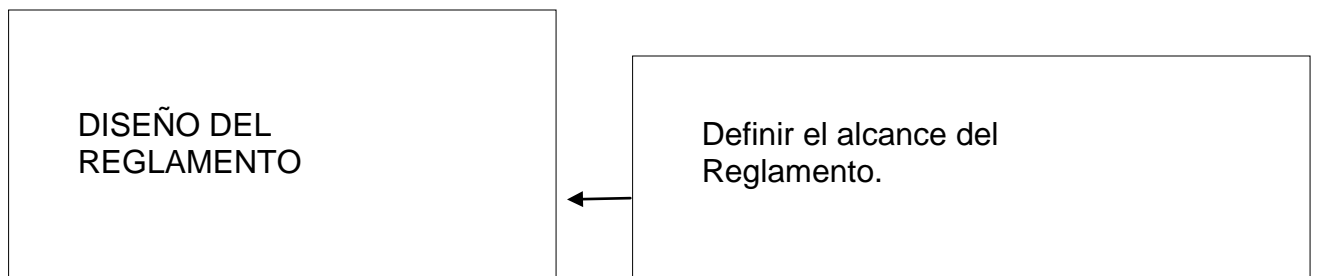 DISEÑO DEL
REGLAMENTO
Definir el alcance del
Reglamento.